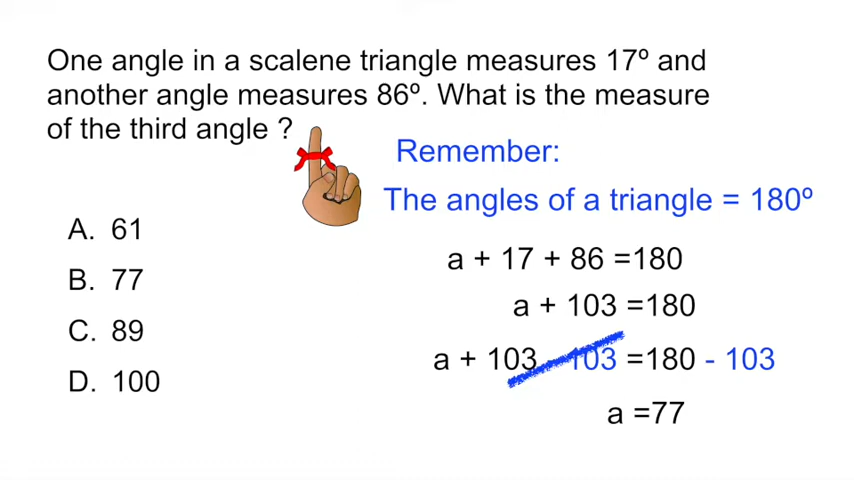 One angle in a scalene triangle measures 17º and
another angle measures 86º. What is the measure
of the third angle ?
Remember:
The angles of a triangle = 180º
A. 61
B. 77
C. 89
D. 100
a + 17 + 86 =180
a + 103 =180
a + 103 - 103 =180 - 103
a =77